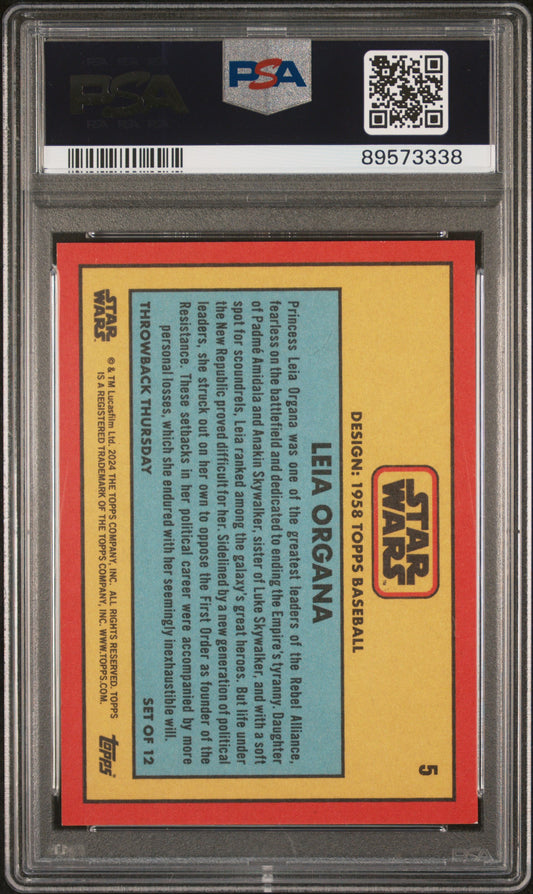 PSA
PSA
89573338
5
STAR
WARS
DESIGN: 1958 TOPPS BASEBALL
LEIA ORGANA
Princess Leia Organa was one of the greatest leaders of the Rebel Alliance,
fearless on the battlefield and dedicated to ending the Empire's tyranny. Daughter
of Padmé Amidala and Anakin Skywalker, sister of Luke Skywalker, and with a soft
spot for scoundrels, Leia ranked among the galaxy's great heroes. But life under
the New Republic proved difficult for her. Sidelined by a new generation of political
leaders, she struck out on her own to oppose the First Order as founder of the
Resistance. These setbacks in her political career were accompanied by more
personal losses, which she endured with her seemingly inexhaustible will.
THROWBACK THURSDAY SET OF 12
STAR
WARS
© & TM Lucasfilm Ltd. 2024 THE TOPPS COMPANY, INC. ALL RIGHTS RESERVED. TOPPS
IS A REGISTERED TRADEMARK OF THE TOPPS COMPANY, INC. WWW.TOPPS.COM.
topps
PSA